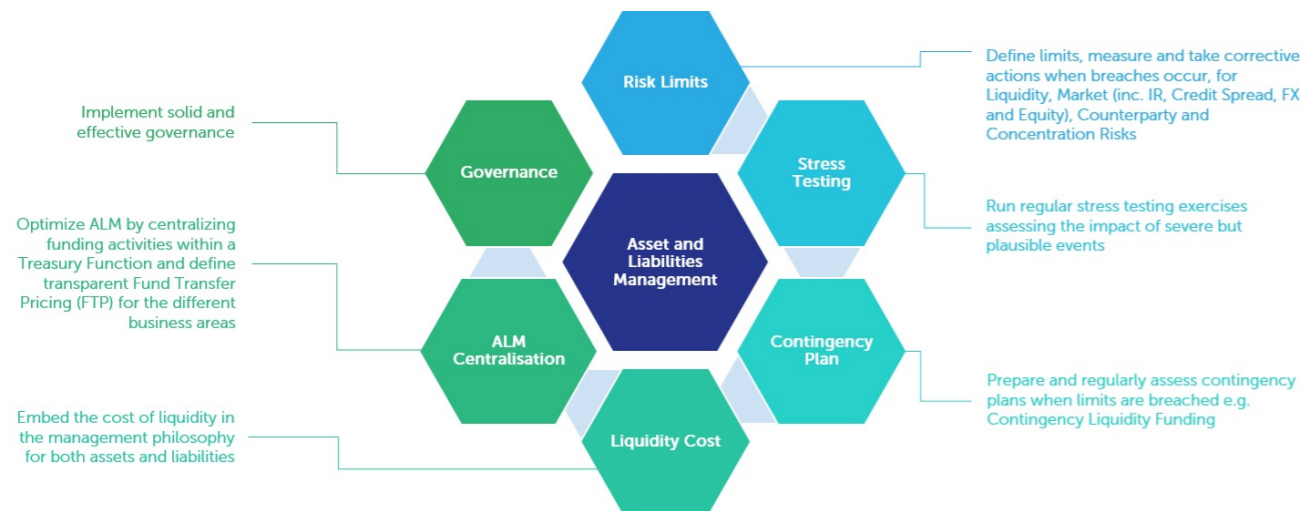 Risk Limits
Define limits, measure and take corrective
actions when breaches occur, for
Liquidity, Market (inc. IR, Credit Spread, FX
and Equity), Counterparty and
Concentration Risks
Implement solid and
effective governance
Governance
Stress
Testing
Run regular stress testing exercises
assessing the impact of severe but
plausible events
Optimize ALM by centralizing
funding activities within a
Treasury Function and define
transparent Fund Transfer
Pricing (FTP) for the different
business areas
Asset and
Liabilities
Management
ALM
Centralisation
Contingency
Plan
Prepare and regularly assess contingency
plans when limits are breached e.g.
Contingency Liquidity Funding
Embed the cost of liquidity in
the management philosophy
for both assets and liabilities
Liquidity Cost